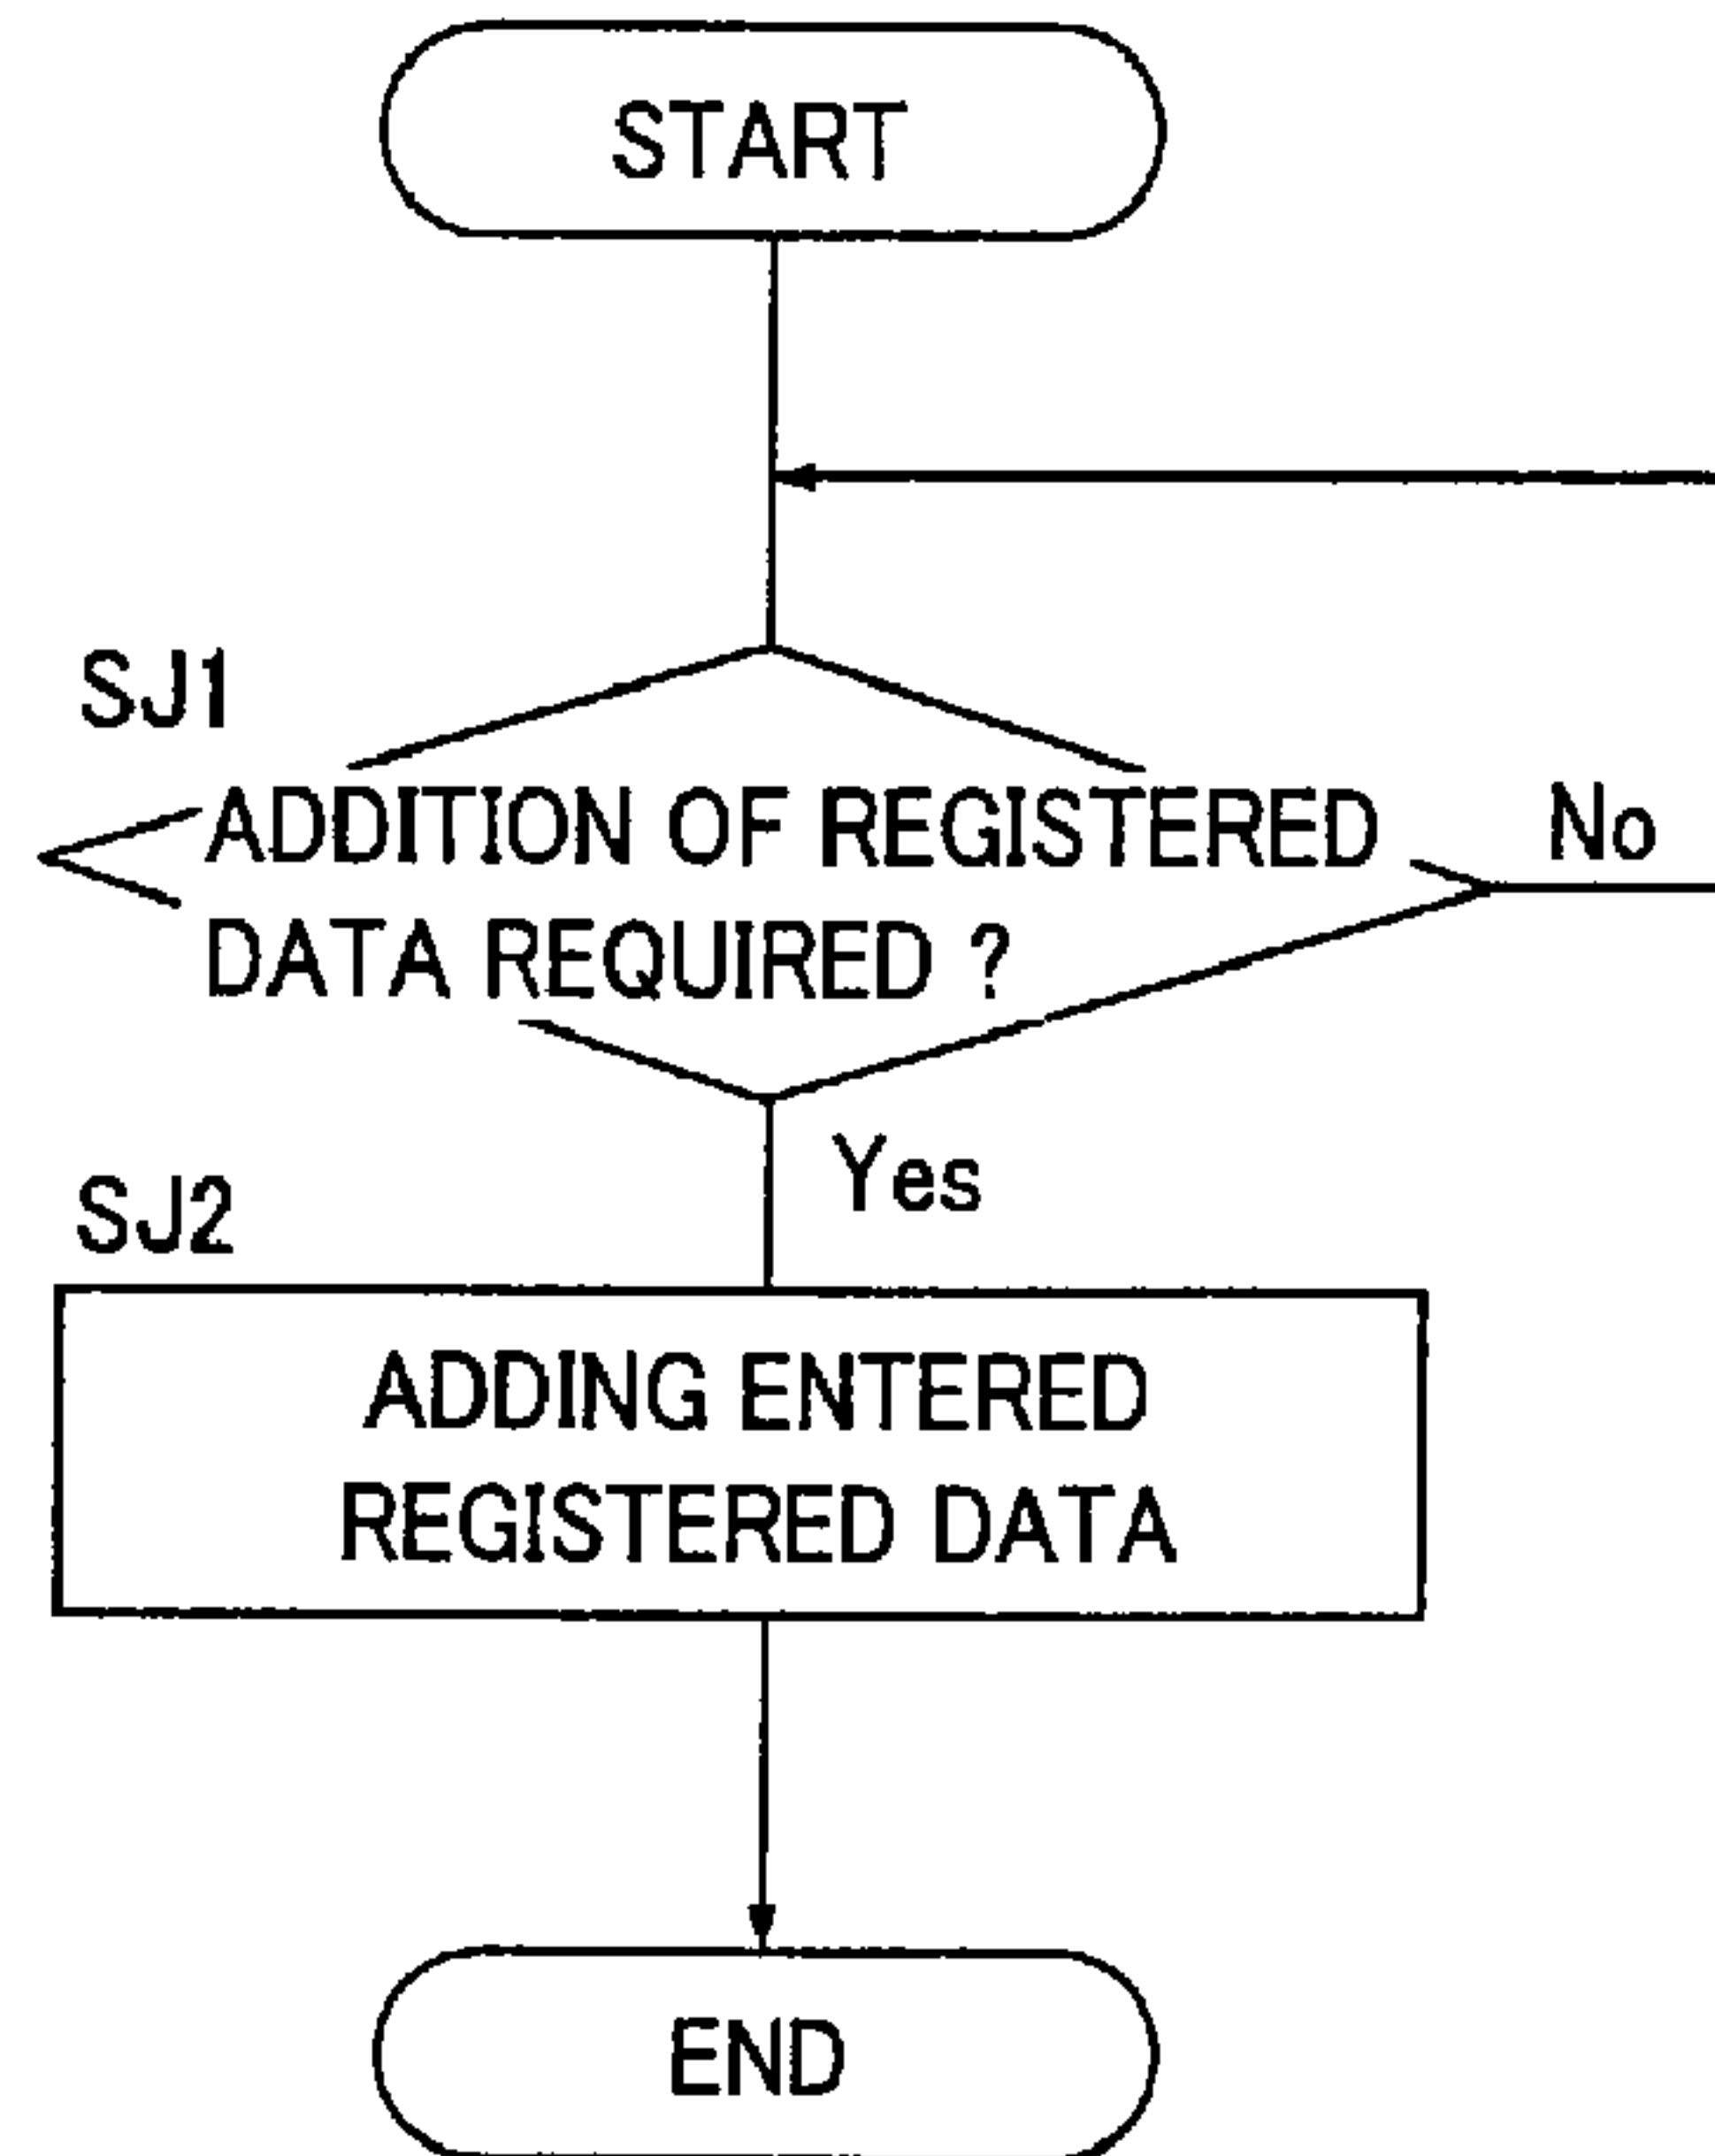 START
SJ1
ADDITION OF REGISTERED
DATA REQUIRED ?
No
Yes
SJ2
ADDING ENTERED
REGISTERED DATA
END